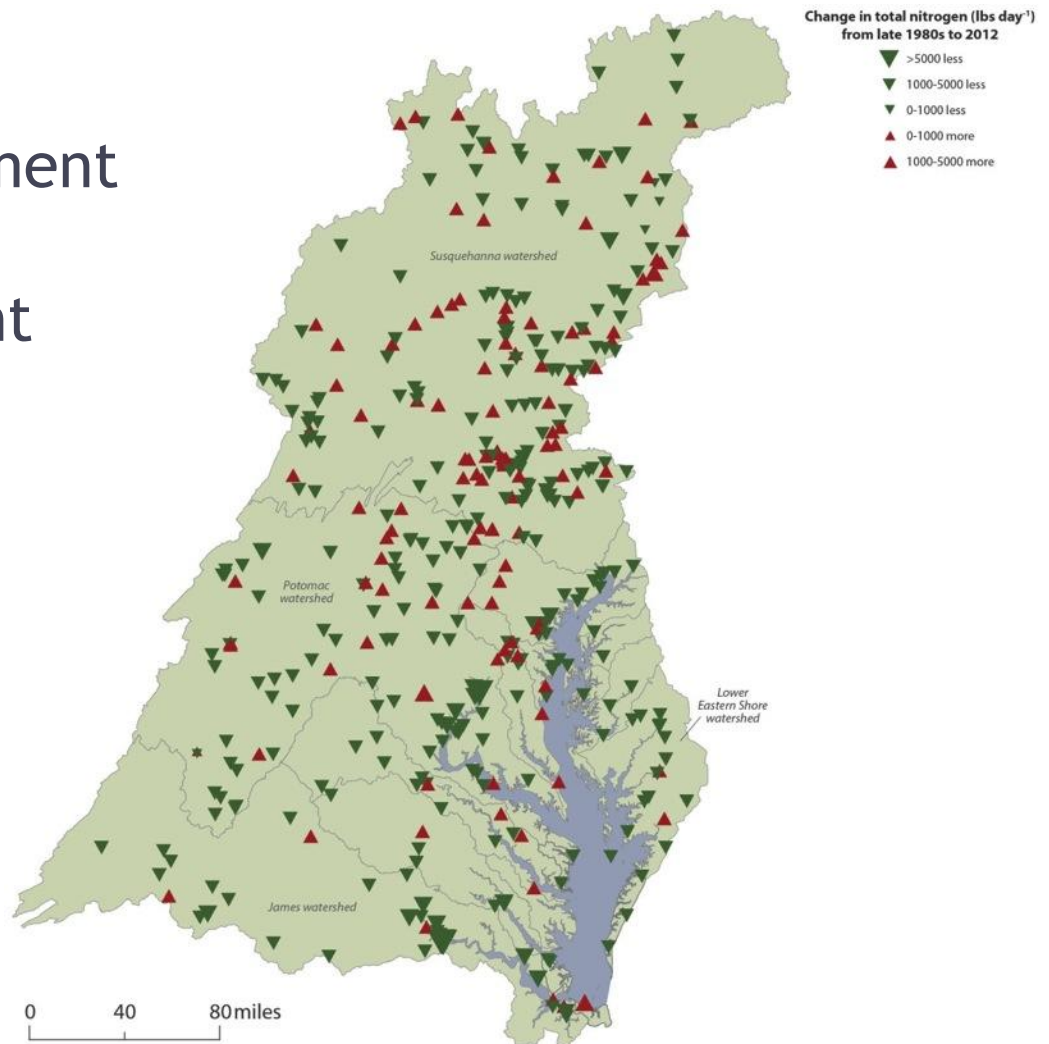 Change in total nitrogen (lbs day⁻¹)
from late 1980s to 2012
>5000 less
1000-5000 less
0-1000 less
0-1000 more
1000-5000 more
nent
Susquehanna watershed
Potomac
watershed
Lower
Eastern Shore
watershed
James watershed
0 40 80 miles